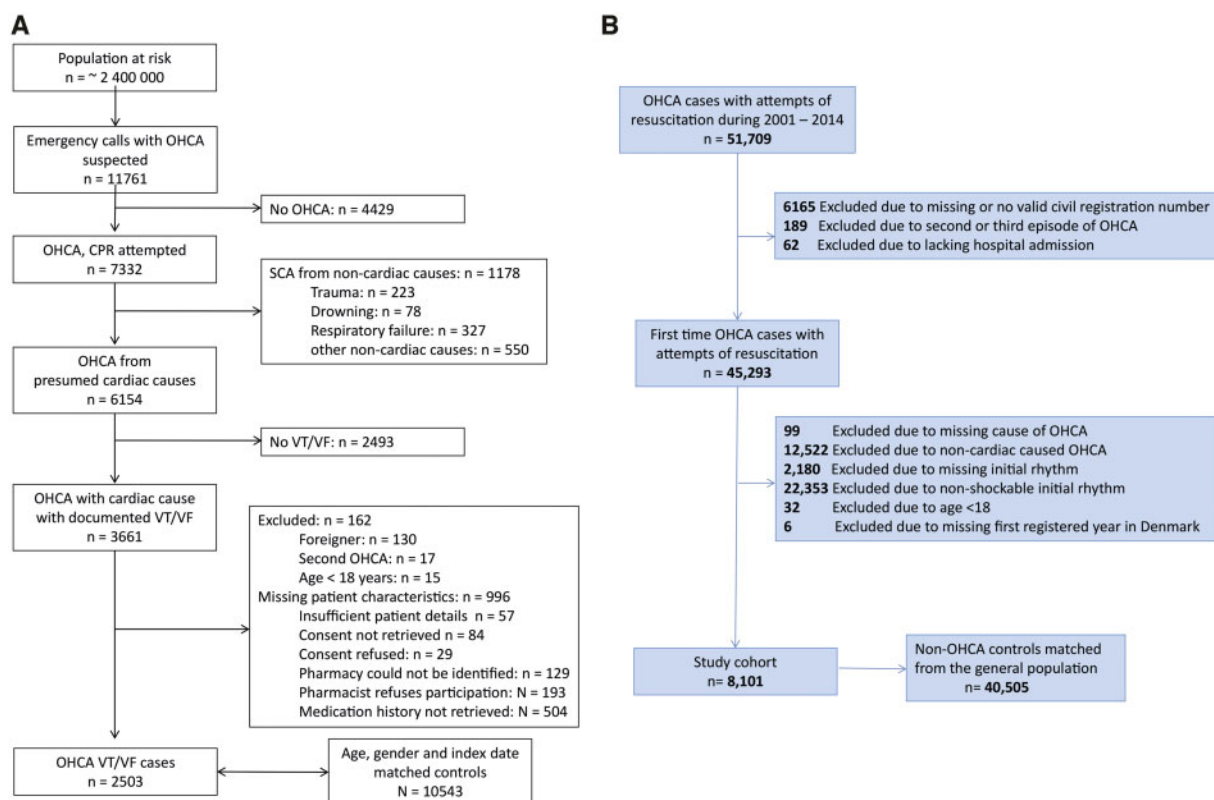 A
Population at risk
n = ~ 2 400 000
Emergency calls with OHCA
suspected
n = 11761
No OHCA: n = 4429
OHCA, CPR attempted
n = 7332
SCA from non-cardiac causes: n = 1178
Trauma: n = 223
Drowning: n = 78
Respiratory failure: n = 327
other non-cardiac causes: n = 550
OHCA from
presumed cardiac causes
n = 6154
No VT/VF: n = 2493
OHCA with cardiac cause
with documented VT/VF
n = 3661
Excluded: n = 162
Foreigner: n = 130
Second OHCA: n = 17
Age < 18 years: n = 15
Missing patient characteristics: n = 996
Insufficient patient details n = 57
Consent not retrieved n = 84
Consent refused: n = 29
Pharmacy could not be identified: n = 129
Pharmacist refuses participation: N = 193
Medication history not retrieved: N = 504
OHCA VT/VF cases
n = 2503
Age, gender and index date
matched controls
N = 10543
B
OHCA cases with attempts of
resuscitation during 2001 – 2014
n = 51,709
6165 Excluded due to missing or no valid civil registration number
189 Excluded due to second or third episode of OHCA
62 Excluded due to lacking hospital admission
First time OHCA cases with
attempts of resuscitation
n = 45,293
99 Excluded due to missing cause of OHCA
12,522 Excluded due to non-cardiac caused OHCA
2,180 Excluded due to missing initial rhythm
22,353 Excluded due to non-shockable initial rhythm
32 Excluded due to age <18
6 Excluded due to missing first registered year in Denmark
Study cohort
n= 8,101
Non-OHCA controls matched
from the general population
n= 40,505